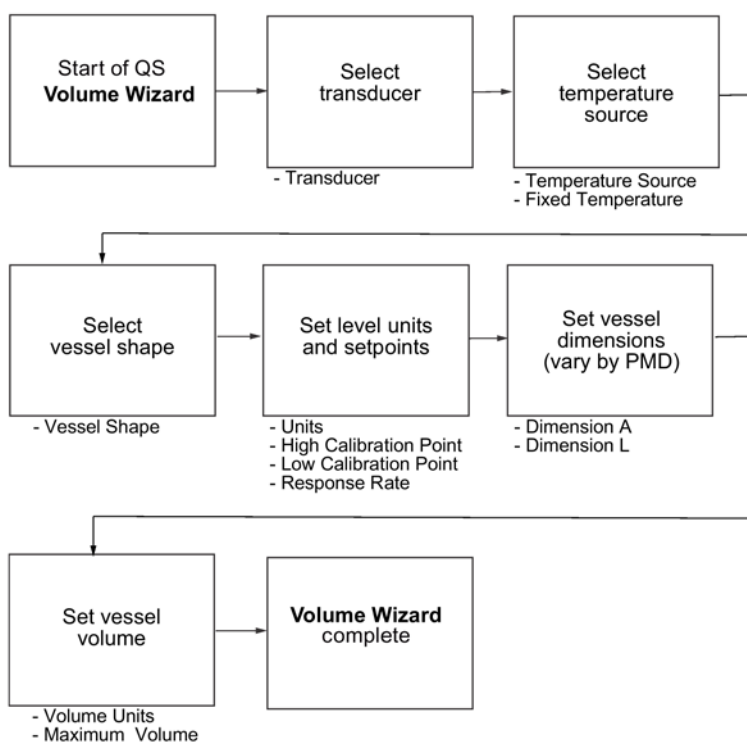 Start of QS
Volume Wizard
Select
transducer
- Transducer
Select
temperature
source
- Temperature Source
- Fixed Temperature
Select
vessel shape
- Vessel Shape
Set level units
and setpoints
- Units
- High Calibration Point
- Low Calibration Point
- Response Rate
Set vessel
dimensions
(vary by PMD)
- Dimension A
- Dimension L
Set vessel
volume
- Volume Units
- Maximum Volume
Volume Wizard
complete